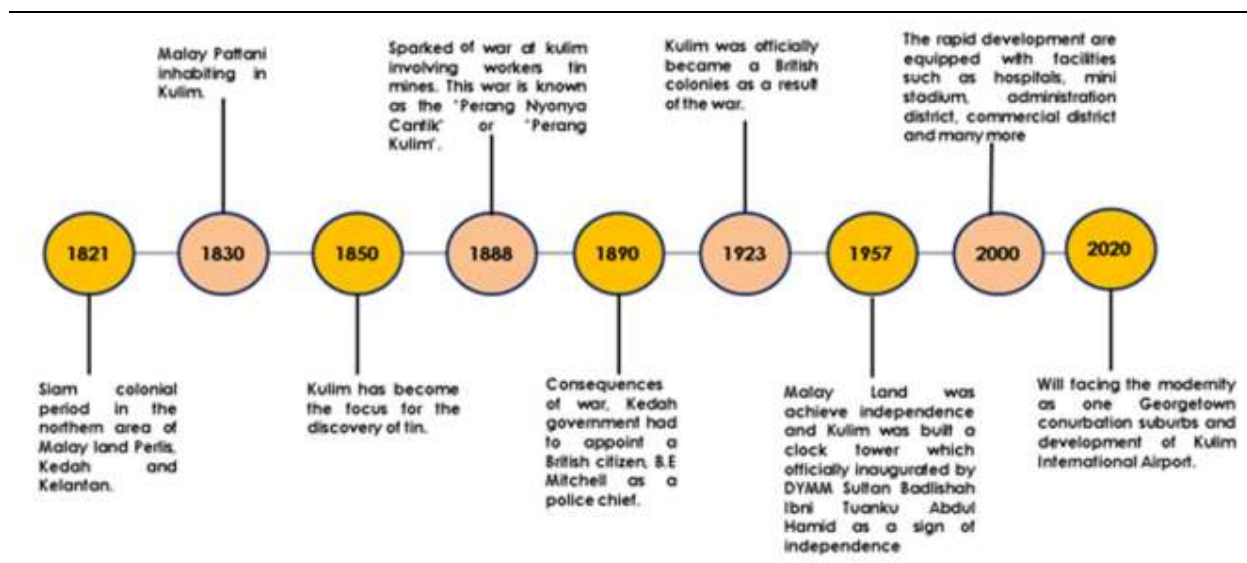 Malay Pattani
inhabiting in
Kulim.
Sparked of war at kulim
involving workers tin
mines. This war is known
as the "Perang Nyonya
Cantik" or "Perang
Kulim".
Kulim was officially
became a British
colonies as a result
of the war.
The rapid development are
equipped with facilities
such as hospitals, mini
stadium, administration
district, commercial district
and many more
1821
1830
1850
1888
1890
1923
1957
2000
2020
Siam colonial
period in the
northern area of
Malay land Perlis,
Kedah and
Kelantan.
Kulim has become
the focus for the
discovery of tin.
Consequences
of war, Kedah
government had
to appoint a
British citizen, B.E
Mitchell as a
police chief.
Malay Land was
achieve independence
and Kulim was built a
clock tower which
officially inaugurated by
DYMM Sultan Badlishah
Ibni Tuanku Abdul
Hamid as a sign of
independence
Will facing the modernity
as one Georgetown
conurbation suburbs and
development of Kulim
International Airport.